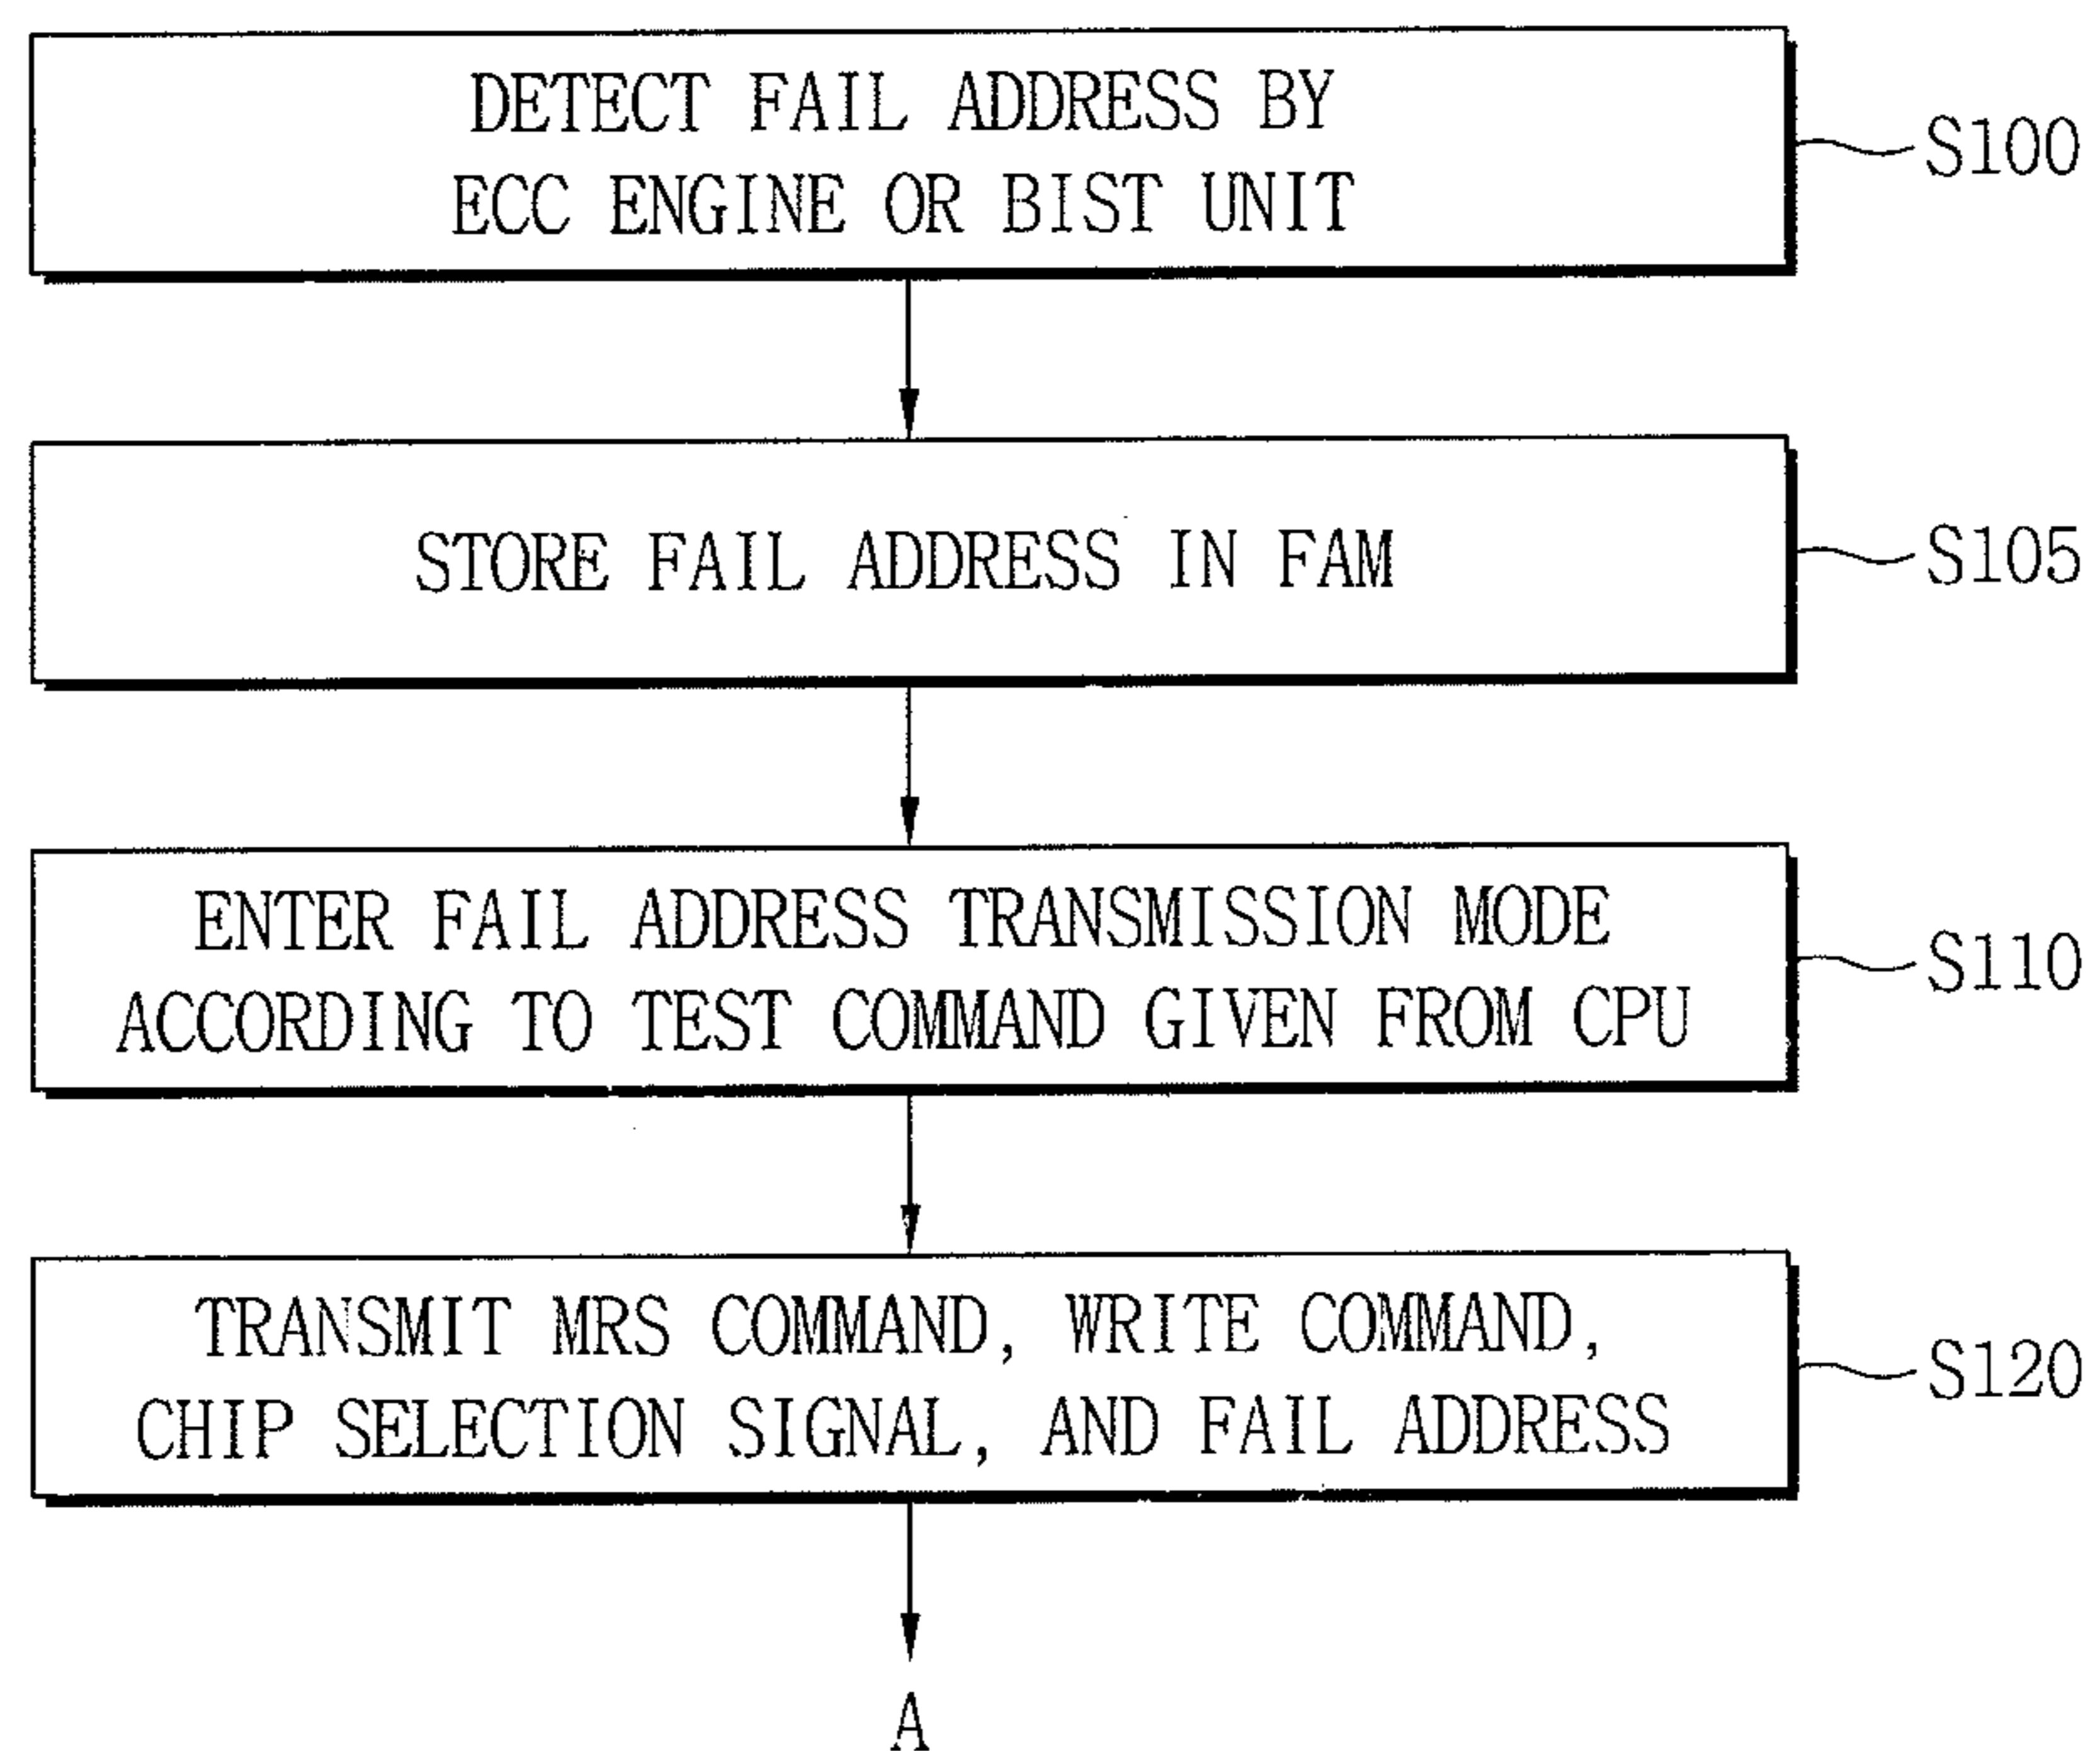 DETECT FAIL ADDRESS BY
ECC ENGINE OR BIST UNIT
S100
STORE FAIL ADDRESS IN FAM
S105
ENTER FAIL ADDRESS TRANSMISSION MODE
ACCORDING TO TEST COMMAND GIVEN FROM CPU
S110
TRANSMIT MRS COMMAND, WRITE COMMAND,
CHIP SELECTION SIGNAL, AND FAIL ADDRESS
S120
A